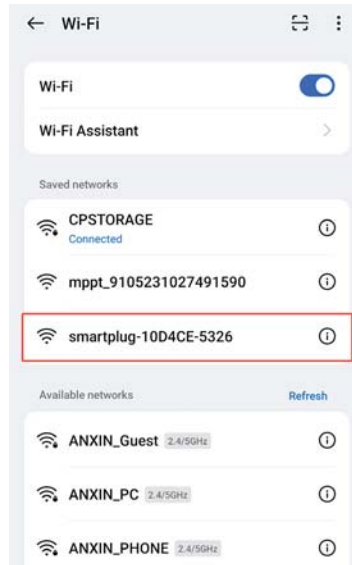 Wi-Fi
Wi-Fi
Wi-Fi Assistant
Saved networks
CPSTORAGE
Connected
mppt_9105231027491590
smartplug-10D4CE-5326
Available networks Refresh
ANXIN_Guest 2.4/5GHz
ANXIN_PC 2.4/5GHz
ANXIN_PHONE 2.4/5GHz